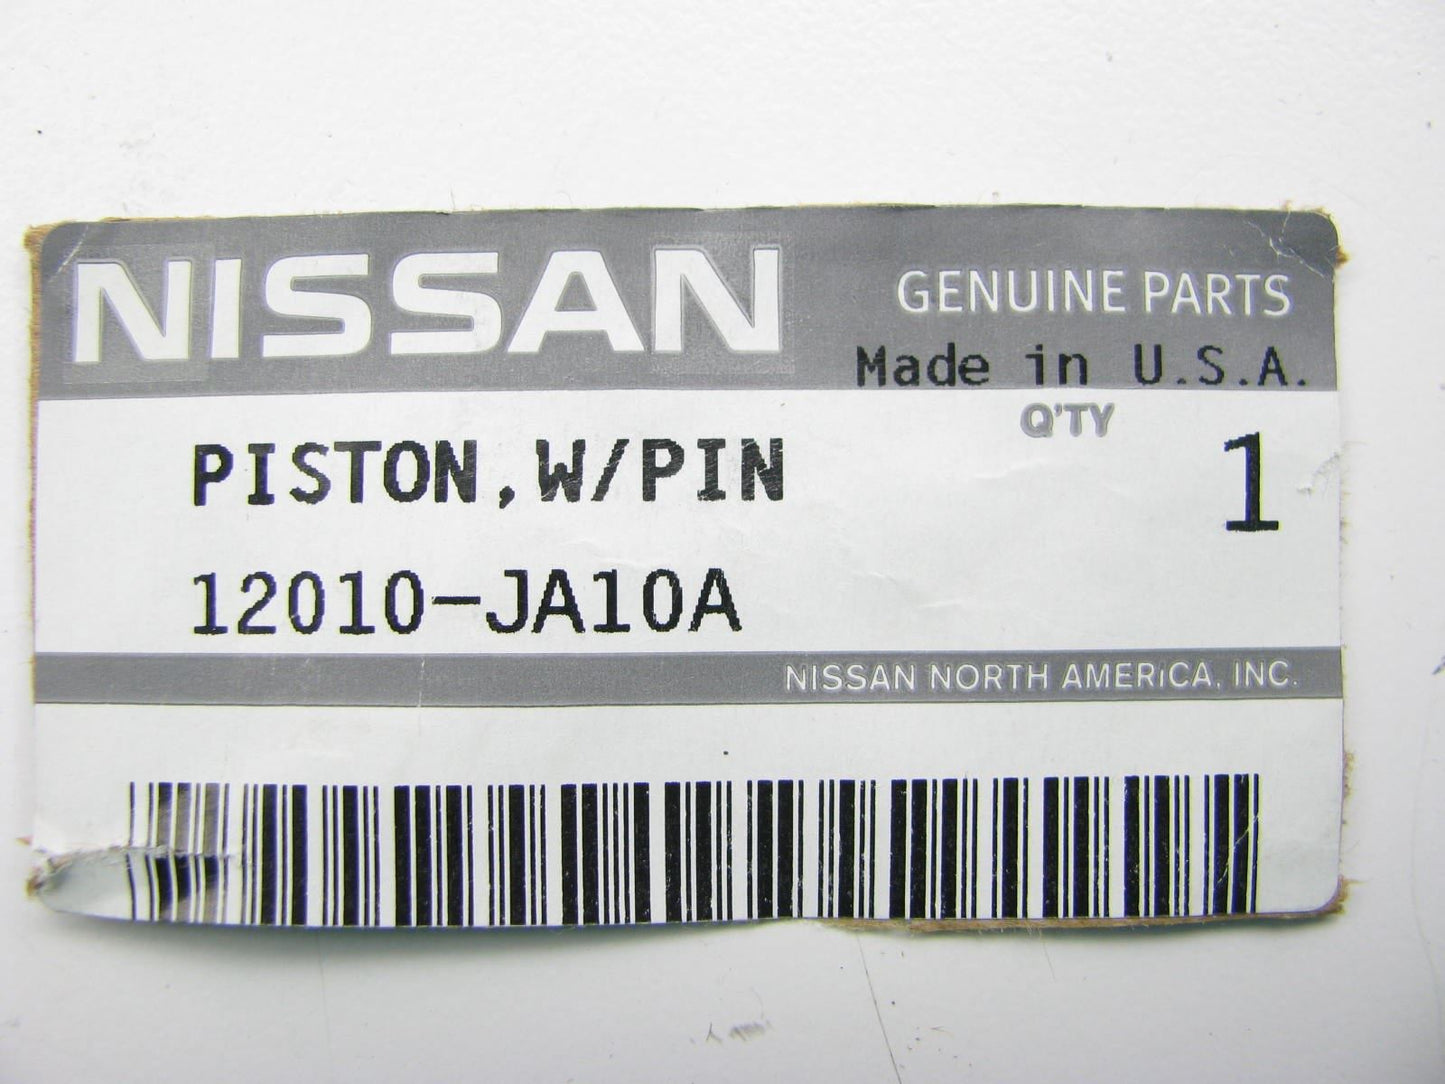 NISSAN
GENUINE PARTS
Made in U.S.A.
Q'TY
PISTON,W/PIN
1
12010-JA10A
NISSAN NORTH AMERICA, INC.